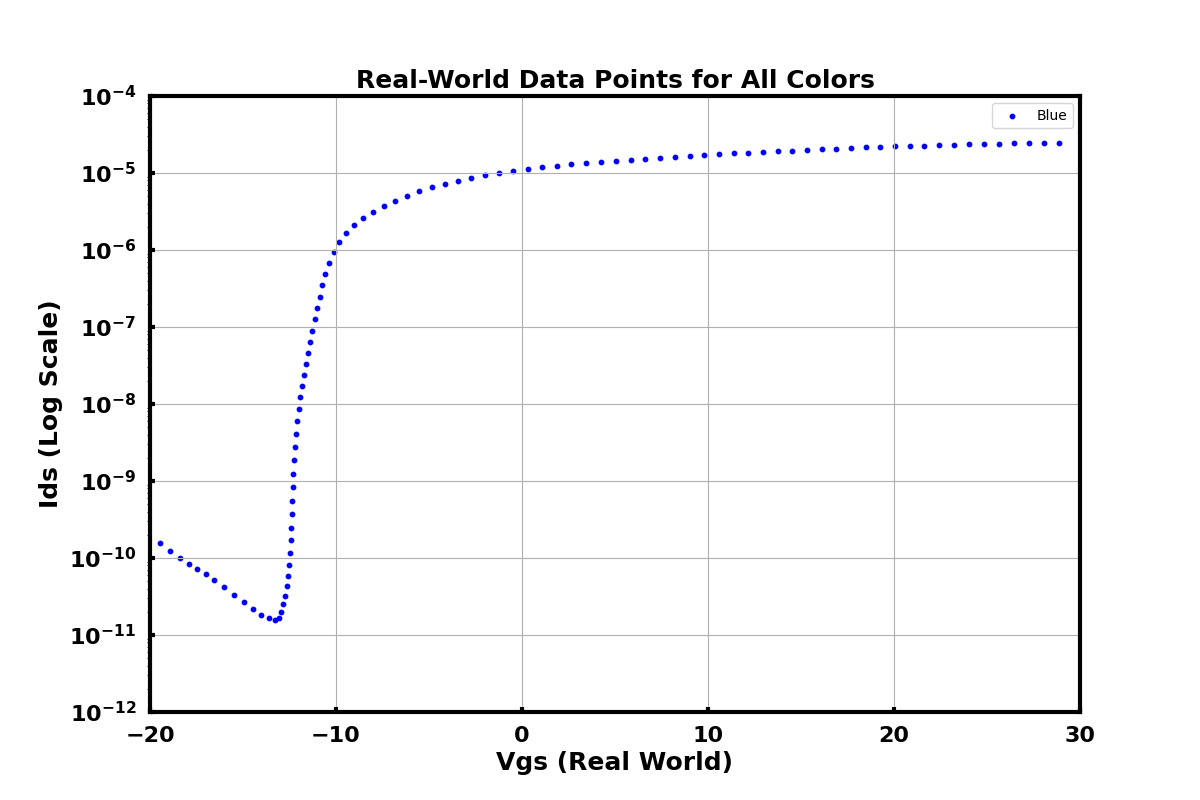 Real-World Data Points for All Colors
Blue
Ids (Log Scale)
10⁻⁴
10⁻⁵
10⁻⁶
10⁻⁷
10⁻⁸
10⁻⁹
10⁻¹⁰
10⁻¹¹
10⁻¹²
−20 −10 0 10 20 30
Vgs (Real World)